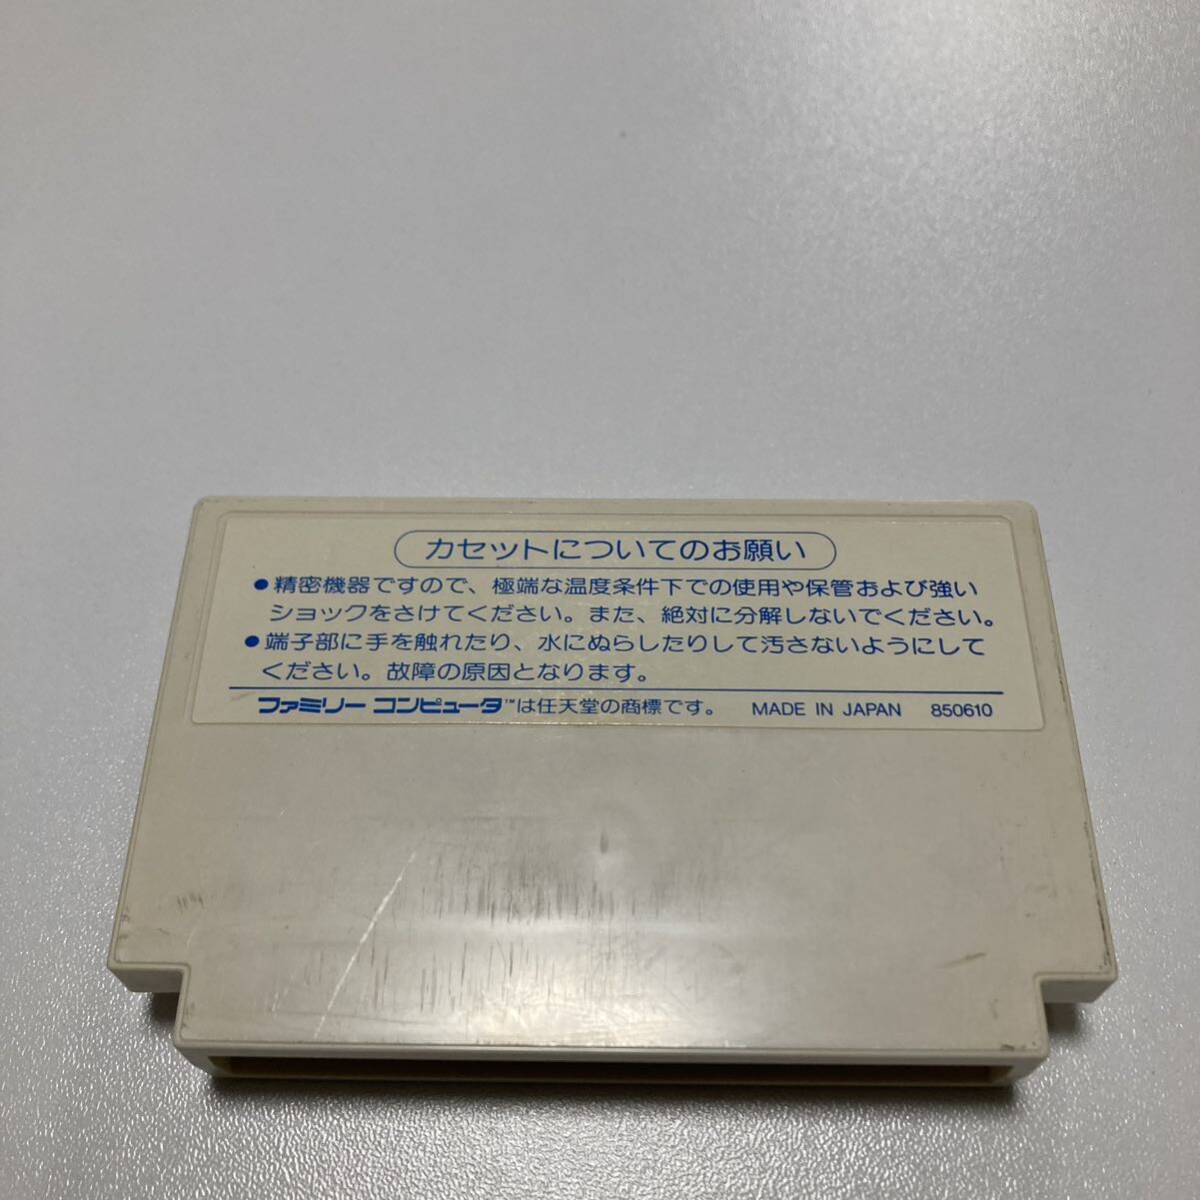 カセットについてのお願い
●精密機器ですので、極端な温度条件下での使用や保管および強い
ショックをさけてください。また、絶対に分解しないでください。
●端子部に手を触れたり、水にぬらしたりして汚さないようにして
ください。故障の原因となります。
ファミリー コンピュータ™は任天堂の商標です。 MADE IN JAPAN 850610